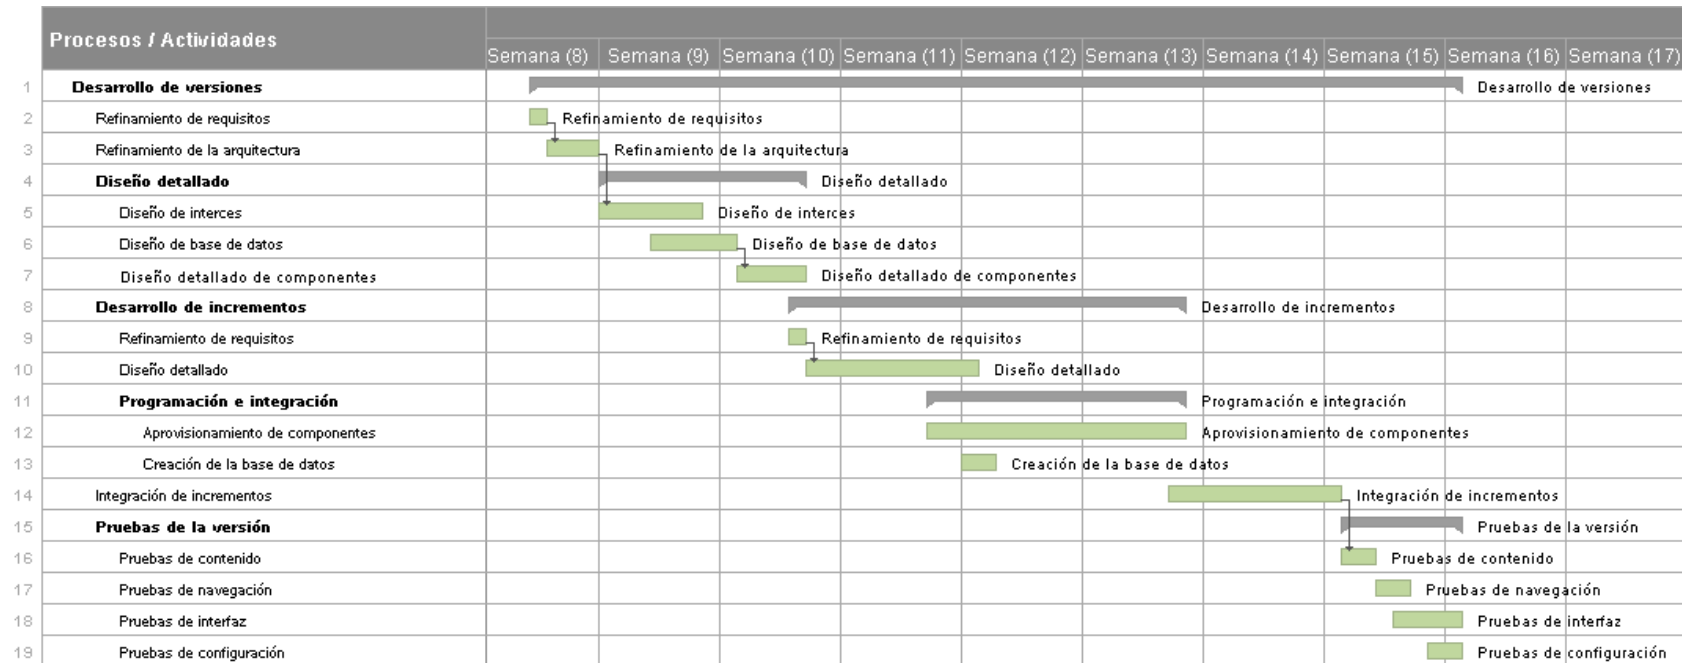 Procesos / Actividades
Semana (8) Semana (9) Semana (10) Semana (11) Semana (12) Semana (13) Semana (14) Semana (15) Semana (16) Semana (17)
1 Desarrollo de versiones Desarrollo de versiones
2 Refinamiento de requisitos Refinamiento de requisitos
3 Refinamiento de la arquitectura Refinamiento de la arquitectura
4 Diseño detallado Diseño detallado
5 Diseño de interces Diseño de interces
6 Diseño de base de datos Diseño de base de datos
7 Diseño detallado de componentes Diseño detallado de componentes
8 Desarrollo de incrementos Desarrollo de incrementos
9 Refinamiento de requisitos Refinamiento de requisitos
10 Diseño detallado Diseño detallado
11 Programación e integración Programación e integración
12 Aprovisionamiento de componentes Aprovisionamiento de componentes
13 Creación de la base de datos Creación de la base de datos
14 Integración de incrementos Integración de incrementos
15 Pruebas de la versión Pruebas de la versión
16 Pruebas de contenido Pruebas de contenido
17 Pruebas de navegación Pruebas de navegación
18 Pruebas de interfaz Pruebas de interfaz
19 Pruebas de configuración Pruebas de configuración